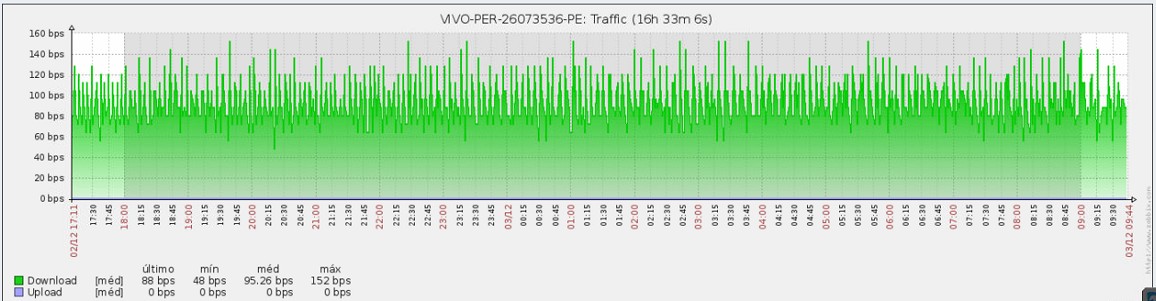 VIVO-PER-26073536-PE: Traffic (16h 33m 6s)
160 bps
140 bps
120 bps
100 bps
80 bps
60 bps
40 bps
20 bps
0 bps
02/12 17:11 17:30 17:45 18:00 18:15 18:30 18:45 19:00 19:15 19:30 19:45 20:00 20:15 20:30 20:45 21:00 21:15 21:30 21:45 22:00 22:15 22:30 22:45 23:00 23:15 23:30 23:45 03/12 00:15 00:30 00:45 01:00 01:15 01:30 01:45 02:00 02:15 02:30 02:45 03:00 03:15 03:30 03:45 04:00 04:15 04:30 04:45 05:00 05:15 05:30 05:45 06:00 06:15 06:30 06:45 07:00 07:15 07:30 07:45 08:00 08:15 08:30 08:45 09:00 09:15 09:30 03/12 09:44
último mín méd máx
Download [méd] 88 bps 48 bps 95.26 bps 152 bps
Upload [méd] 0 bps 0 bps 0 bps 0 bps